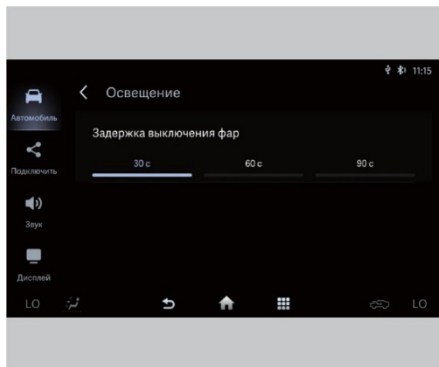 11:15
Освещение
Автомобиль
Задержка выключения фар
30 с 60 с 90 с
Подключить
Звук
Дисплей
LO LO